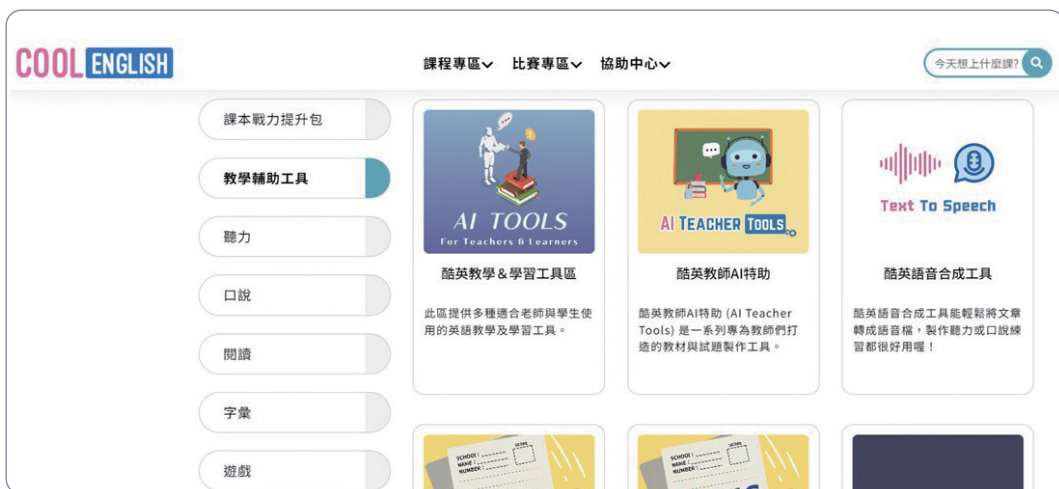 COOL ENGLISH
課程專區 比賽專區 協助中心
今天想上什麼課?
課本戰力提升包
教學輔助工具
聽力
口說
閱讀
字彙
遊戲
AI TOOLS
For Teachers & Learners
酷英教學&學習工具區
此區提供多種適合老師與學生使
用的英語教學及學習工具。
AI TEACHER TOOLS
酷英教師AI特助
酷英教師AI特助 (AI Teacher
Tools) 是一系列專為教師們打
造的教材與試題製作工具。
Text To Speech
酷英語音合成工具
酷英語音合成工具能輕鬆將文章
轉成語音檔，製作聽力或口說練
習都很好用喔！
SCHOOL:
NAME:
NUMBER:
SCHOOL:
NAME:
NUMBER: